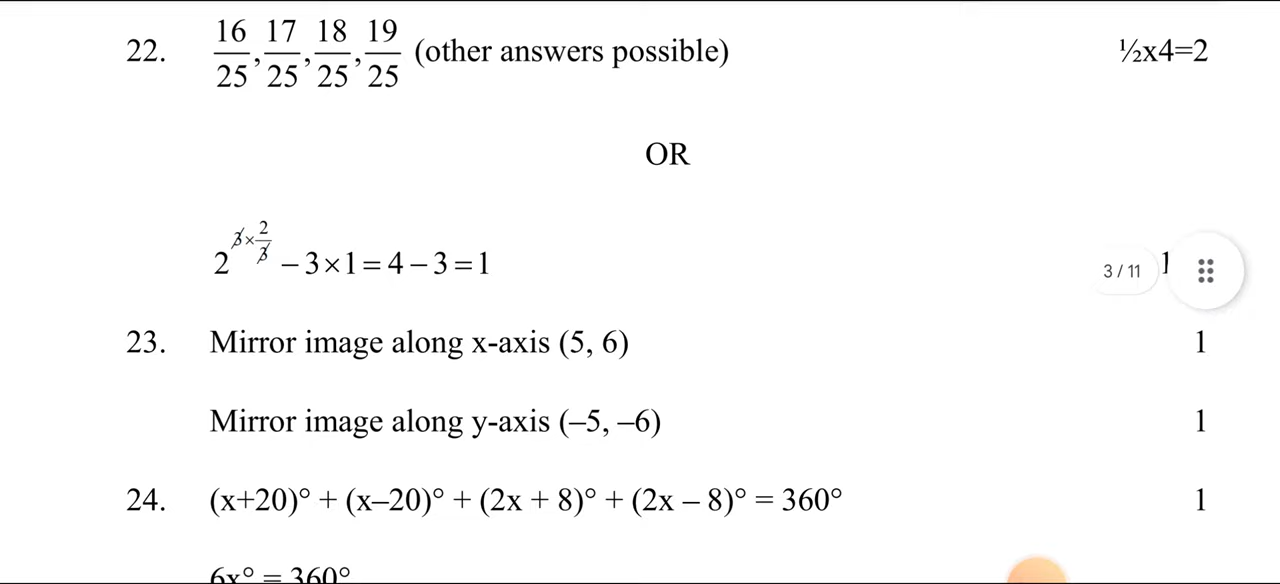 22. 16/25, 17/25, 18/25, 19/25 (other answers possible) ½x4=2
OR
2^(3×2/3) – 3×1 = 4 – 3 = 1 1
3 / 11
23. Mirror image along x-axis (5, 6) 1
Mirror image along y-axis (–5, –6) 1
24. (x+20)° + (x–20)° + (2x + 8)° + (2x – 8)° = 360° 1
6x° = 360°